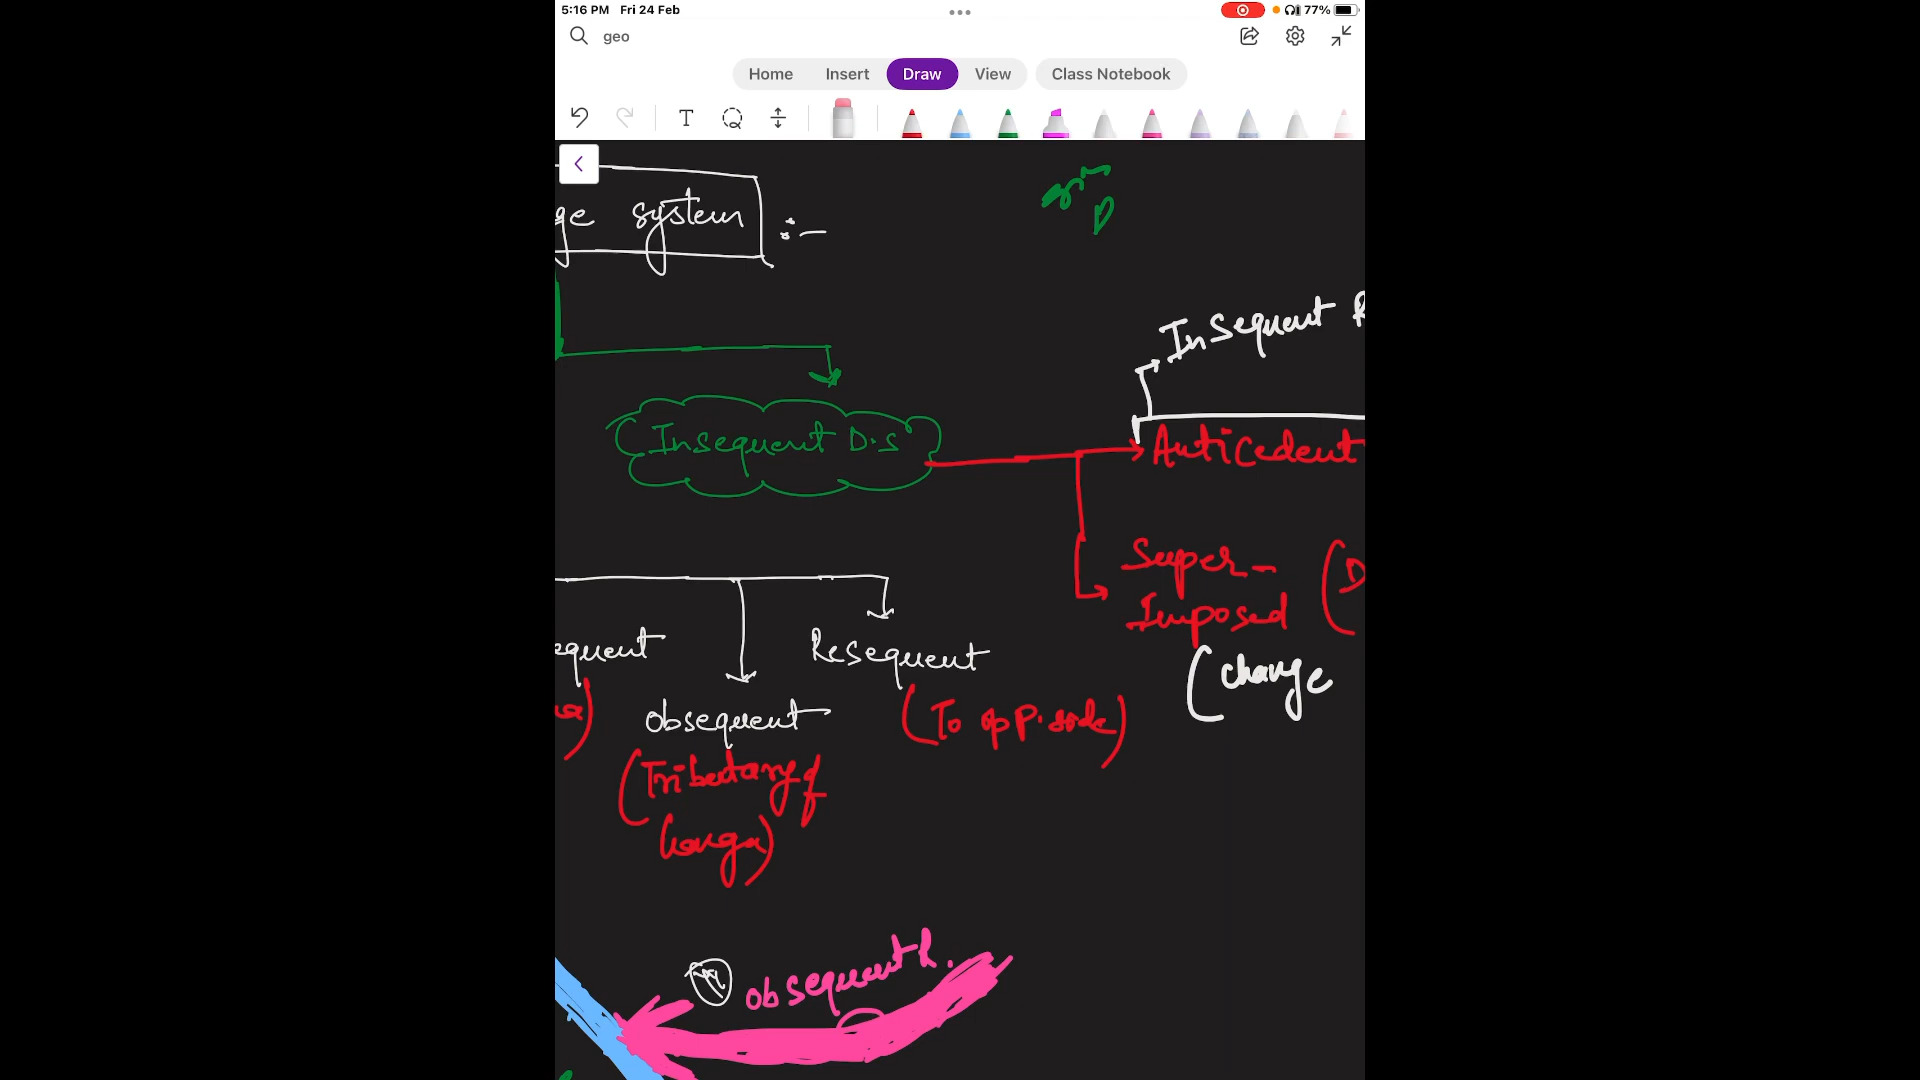 5:16 PM Fri 24 Feb
77%
geo
Home Insert Draw View Class Notebook
T
ge system :-
Insequent R
Insequent D.S
Anticedent
Super-
Imposed
(D
(change
equent
Resequent
obsequent
(To opp. side)
(Tributary of
Ganga)
obsequent R.